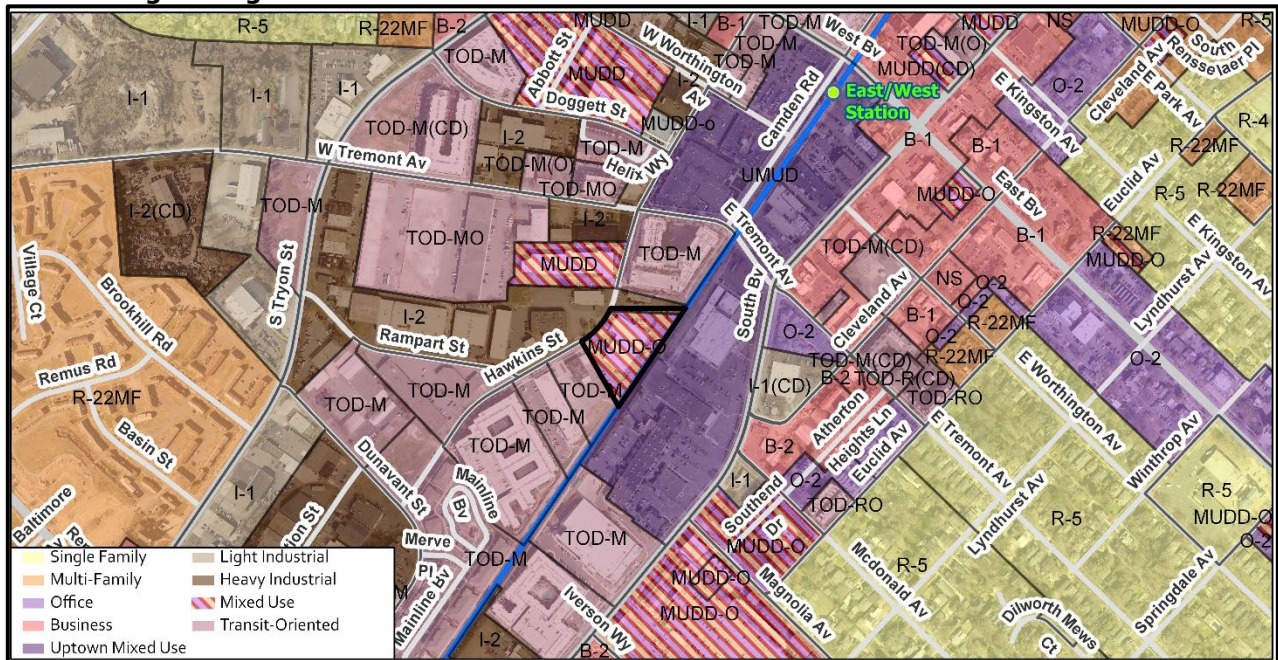 R-5
R-22MF
B-2
TOD-M
MUDD
I-1
B-1
TOD-M
West Bv
MUDD
NS
MUDD-O
South
R-5
Rensselaer Pl
Cleveland Av
E Park Av
TOD-M(O)
MUDD(CD)
TOD-M
TOD-M
Abbott St
W Worthington
Av
I-1
I-1
I-1
TOD-M
MUDD
I-2
Doggett St
MUDD-o
Camden Rd
East/West
Station
E Kingston Av
O-2
R-4
R-22MF
Euclid Av
TOD-M(CD)
I-2
TOD-M
TOD-M(O)
Helix Wy
TOD-MO
W Tremont Av
UMUD
B-1
B-1
MUDD-O
East Bv
R-5
R-22MF
E Kingston Av
I-2(CD)
TOD-M
TOD-MO
I-2
MUDD
TOD-M
E Tremont Av
TOD-M(CD)
B-1
R-22MF
MUDD-O
Lyndhurst Av
Village Ct
Brookhill Rd
S Tryon St
South Bv
Cleveland Av
NS
O-2
O-2
R-22MF
B-1
O-2
O-2
Rampart St
I-2
Hawkins St
MUDD-O
TOD-M
O-2
I-1(CD)
TOD-M(CD)
B-2
R-22MF
TOD-R(CD)
TOD-RO
E Worthington Av
Remus Rd
R-22MF
Basin St
TOD-M
TOD-M
TOD-M
TOD-M
Atherton
Heights Ln
Euclid Av
E Tremont Av
Winthrop Av
Dunavant St
Mainline
Bv
B-2
O-2
TOD-RO
I-1
Southend
Dr
I-1
R-5
MUDD-O
O-2
R-5
Lyndhurst Av
Baltimore
Merve
Pl
Mainline Bv
TOD-M
TOD-M
MUDD-O
MUDD-O
MUDD-O
Magnolia Av
Mcdonald Av
R-5
Springdale Av
Iverson Wy
I-2
B-2
Dilworth Mews
Ct
Single Family
Multi-Family
Office
Business
Uptown Mixed Use
Light Industrial
Heavy Industrial
Mixed Use
Transit-Oriented